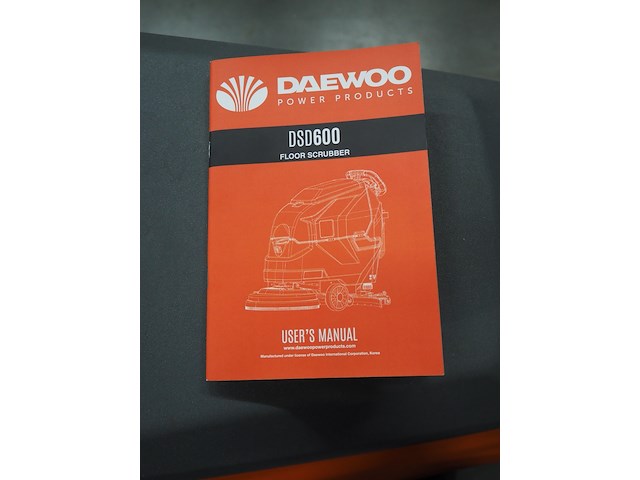 DAEWOO
POWER PRODUCTS
DSD600
FLOOR SCRUBBER
USER'S MANUAL
www.daewoopowerproducts.com
Manufactured under license of Daewoo International Corporation, Korea